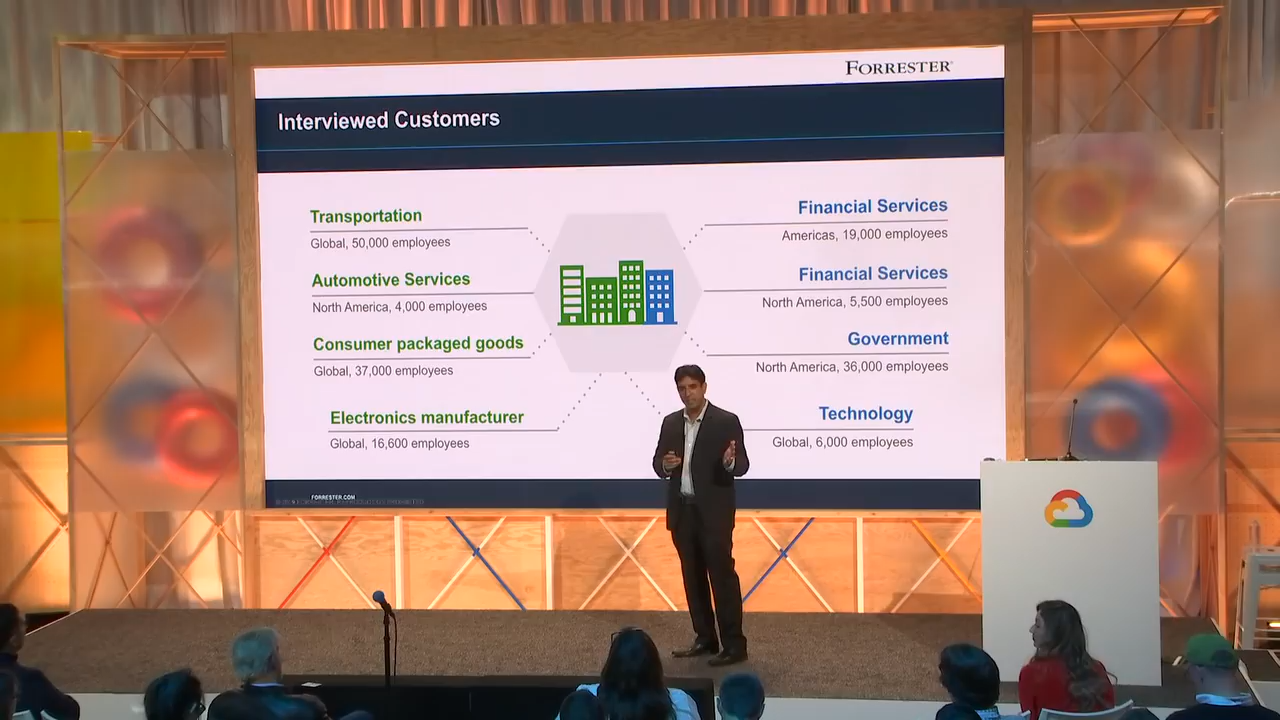 FORRESTER
Interviewed Customers
Transportation
Global, 50,000 employees
Automotive Services
North America, 4,000 employees
Consumer packaged goods
Global, 37,000 employees
Electronics manufacturer
Global, 16,600 employees
Financial Services
Americas, 19,000 employees
Financial Services
North America, 5,500 employees
Government
North America, 36,000 employees
Technology
Global, 6,000 employees
FORRESTER.COM